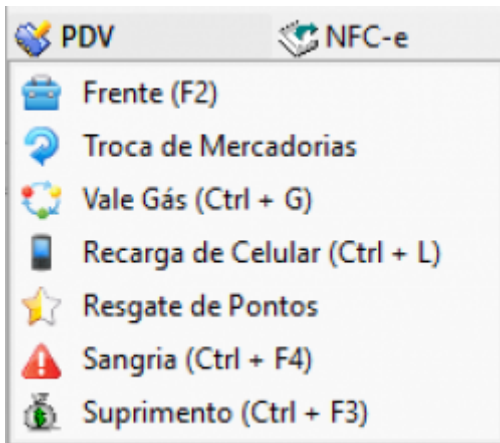 PDV NFC-e
Frente (F2)
Troca de Mercadorias
Vale Gás (Ctrl + G)
Recarga de Celular (Ctrl + L)
Resgate de Pontos
Sangria (Ctrl + F4)
Suprimento (Ctrl + F3)